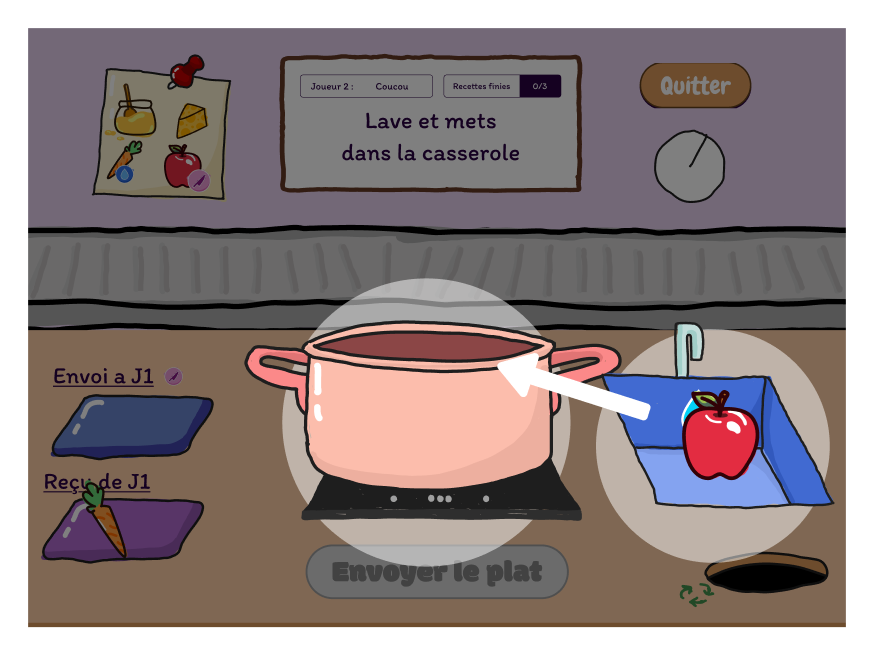 Joueur 2 : Coucou
Recettes finies 0/3
Quitter
Lave et mets
dans la casserole
Envoi a J1
Reçu de J1
Envoyer le plat